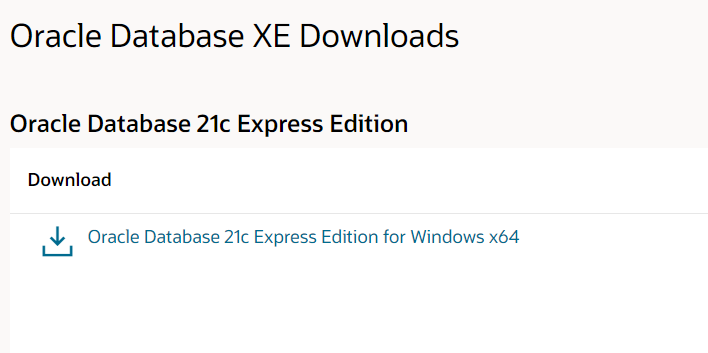 Oracle Database XE Downloads
Oracle Database 21c Express Edition
Download
Oracle Database 21c Express Edition for Windows x64